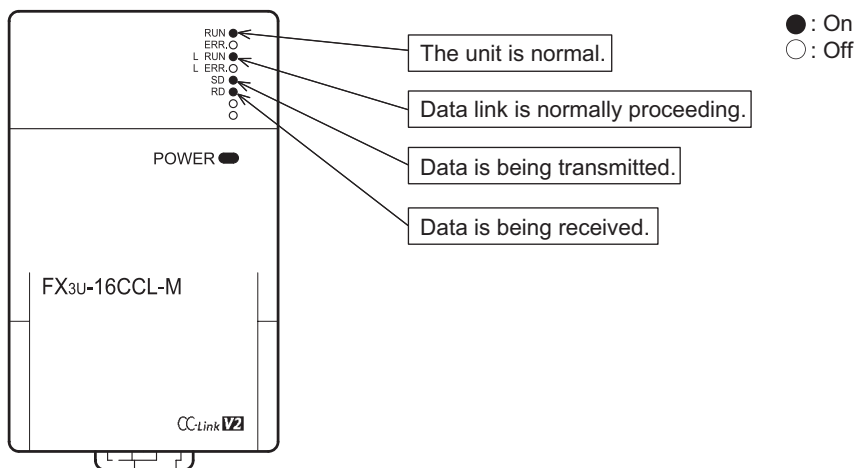 RUN
ERR.
L RUN
L ERR.
SD
RD
POWER
FX3U-16CCL-M
CC-Link V2
The unit is normal.
Data link is normally proceeding.
Data is being transmitted.
Data is being received.
: On
: Off